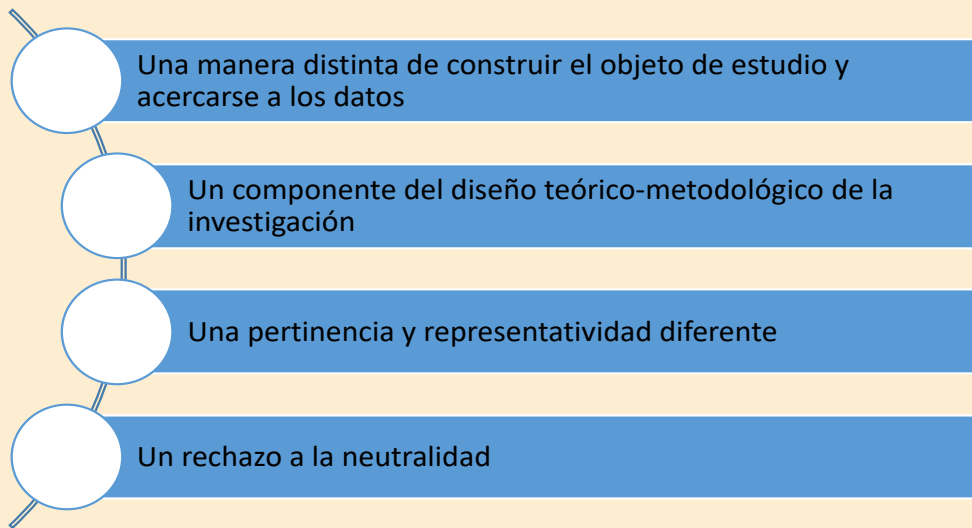 Una manera distinta de construir el objeto de estudio y
acercarse a los datos
Un componente del diseño teórico-metodológico de la
investigación
Una pertinencia y representatividad diferente
Un rechazo a la neutralidad